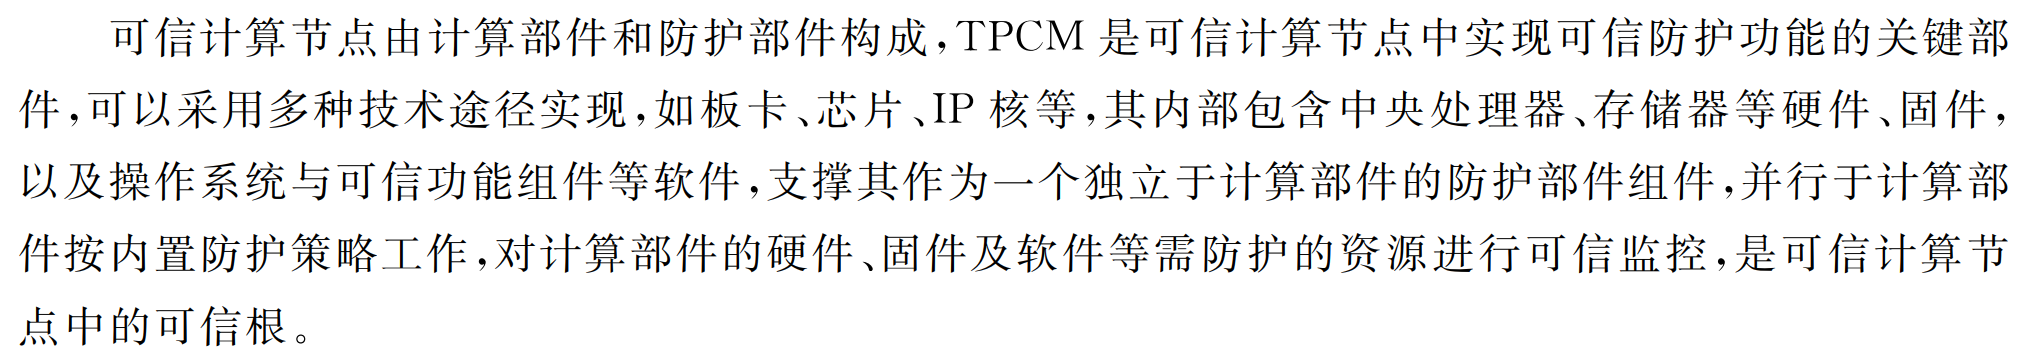 可信计算节点由计算部件和防护部件构成,TPCM 是可信计算节点中实现可信防护功能的关键部
件,可以采用多种技术途径实现,如板卡、芯片、IP 核等,其内部包含中央处理器、存储器等硬件、固件,
以及操作系统与可信功能组件等软件,支撑其作为一个独立于计算部件的防护部件组件,并行于计算部
件按内置防护策略工作,对计算部件的硬件、固件及软件等需防护的资源进行可信监控,是可信计算节
点中的可信根。